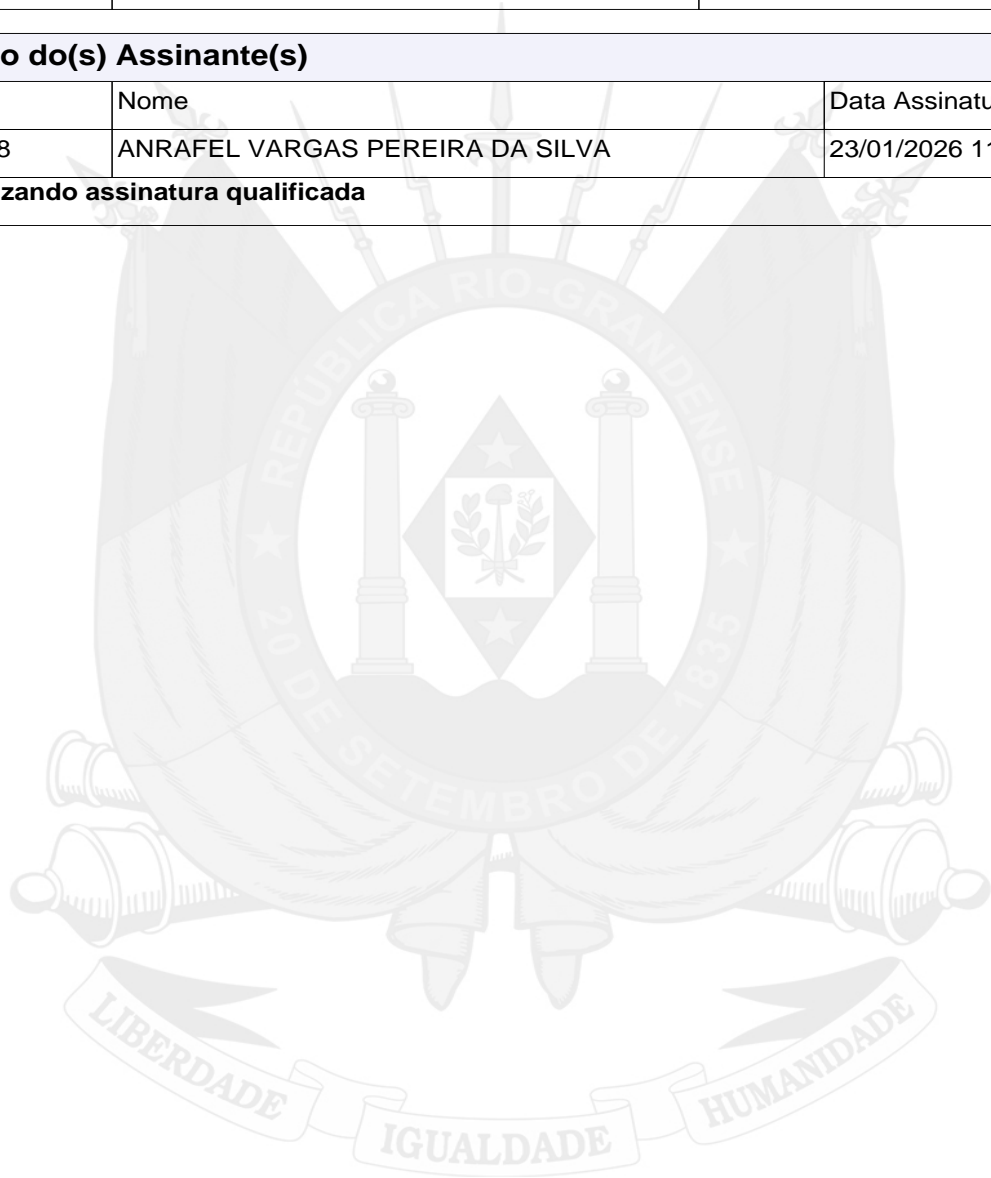 o do(s) Assinante(s)
Nome Data Assinatu
8 ANRAFEL VARGAS PEREIRA DA SILVA 23/01/2026 11
zando assinatura qualificada
REPÚBLICA RIO-GRANDENSE
20 DE SETEMBRO DE 1835
LIBERDADE IGUALDADE HUMANIDADE